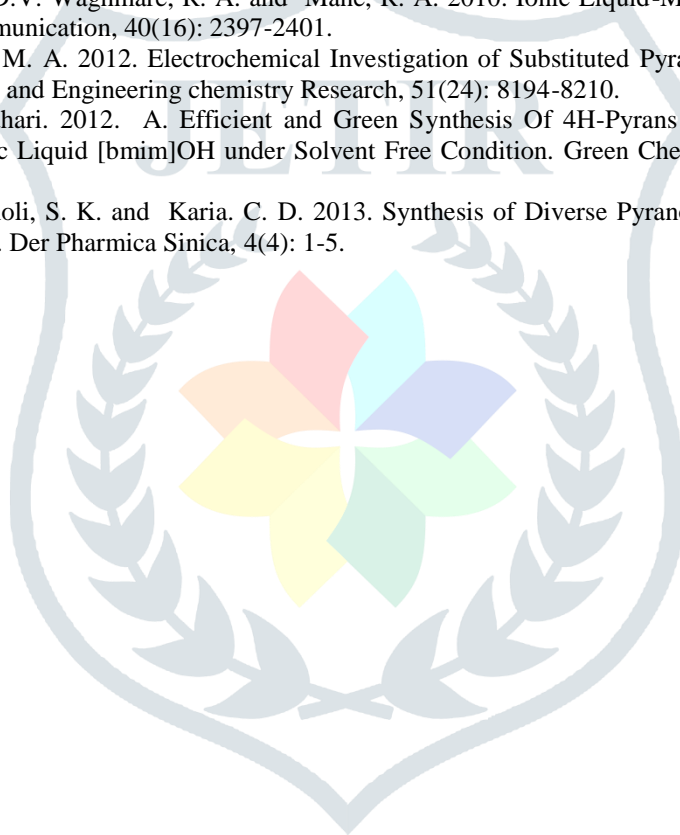 Waghmare, K. A. and Mane, R. A. 2010. Ionic Liquid-M
munication, 40(16): 2397-2401.
M. A. 2012. Electrochemical Investigation of Substituted Pyra
and Engineering chemistry Research, 51(24): 8194-8210.
hari. 2012. A. Efficient and Green Synthesis Of 4H-Pyrans
c Liquid [bmim]OH under Solvent Free Condition. Green Che
oli, S. K. and Karia. C. D. 2013. Synthesis of Diverse Pyran
. Der Pharmica Sinica, 4(4): 1-5.
JETIR